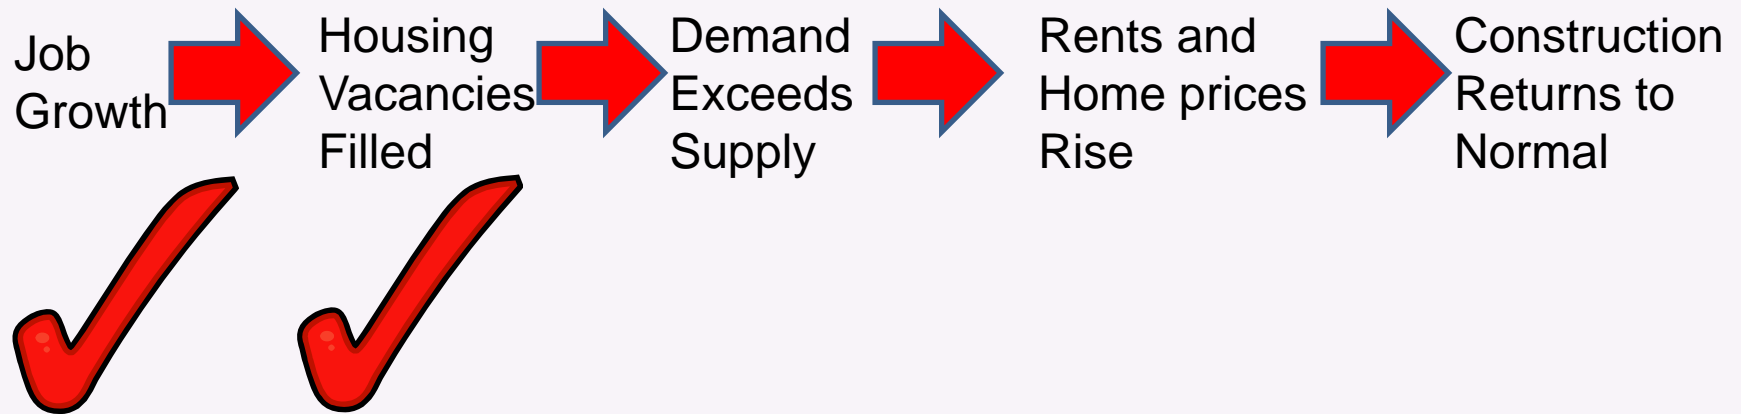 Job
Growth
Housing
Vacancies
Filled
Demand
Exceeds
Supply
Rents and
Home prices
Rise
Construction
Returns to
Normal